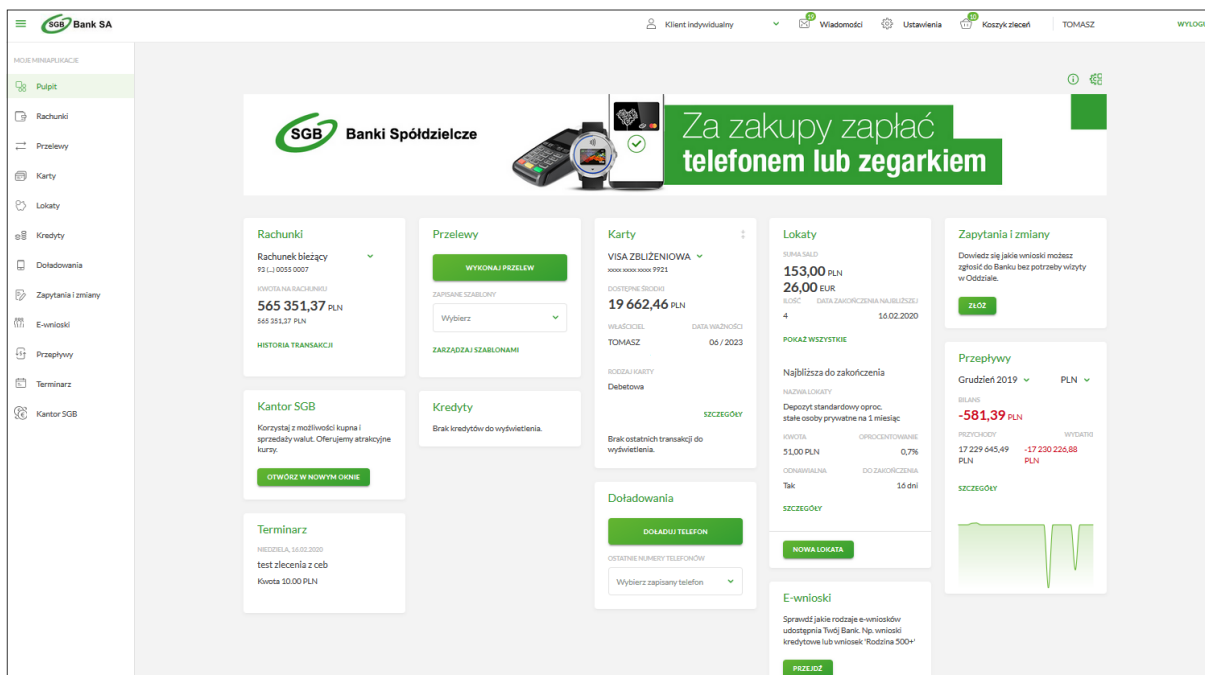 SGB Bank SA
Klient indywidualny
19
Wiadomości
Ustawienia
10
Koszyk zleceń
TOMASZ
WYLOGU
MOJE MINIAPLIKACJE
Pulpit
Rachunki
Przelewy
Karty
Lokaty
Kredyty
Doładowania
Zapytania i zmiany
E-wnioski
Przepływy
Terminarz
Kantor SGB
SGB Banki Spółdzielcze
Za zakupy zapłać
telefonem lub zegarkiem
Rachunki
Rachunek bieżący
93 (...) 0055 0007
KWOTA NA RACHUNKU
565 351,37 PLN
565 351,37 PLN
HISTORIA TRANSAKCJI
Kantor SGB
Korzystaj z możliwości kupna i
sprzedaży walut. Oferujemy atrakcyjne
kursy.
OTWÓRZ W NOWYM OKNIE
Terminarz
NIEDZIELA, 16.02.2020
test zlecenia z ceb
Kwota 10.00 PLN
Przelewy
WYKONAJ PRZELEW
ZAPISANE SZABLONY
Wybierz
ZARZĄDZAJ SZABLONAMI
Kredyty
Brak kredytów do wyświetlenia.
Karty
VISA ZBLIŻENIOWA
xxxx xxxx xxxx 9921
DOSTĘPNE ŚRODKI
19 662,46 PLN
WŁAŚCICIEL DATA WAŻNOŚCI
TOMASZ 06 / 2023
RODZAJ KARTY
Debetowa
SZCZEGÓŁY
Brak ostatnich transakcji do
wyświetlenia.
Doładowania
DOŁADUJ TELEFON
OSTATNIE NUMERY TELEFONÓW
Wybierz zapisany telefon
Lokaty
SUMA SALD
153,00 PLN
26,00 EUR
ILOŚĆ DATA ZAKOŃCZENIA NAJBLIŻSZEJ
4 16.02.2020
POKAŻ WSZYSTKIE
Najbliższa do zakończenia
NAZWA LOKATY
Depozyt standardowy oproc.
stałe osoby prywatne na 1 miesiąc
KWOTA OPROCENTOWANIE
51,00 PLN 0,7%
ODNAWIALNA DO ZAKOŃCZENIA
Tak 16 dni
SZCZEGÓŁY
NOWA LOKATA
E-wnioski
Sprawdź jakie rodzaje e-wniosków
udostępnia Twój Bank. Np. wnioski
kredytowe lub wniosek 'Rodzina 500+'
PRZEJDŹ
Zapytania i zmiany
Dowiedz się jakie wnioski możesz
zgłosić do Banku bez potrzeby wizyty
w Oddziale.
ZŁÓŻ
Przepływy
Grudzień 2019 PLN
BILANS
-581,39 PLN
PRZYCHODY WYDATKI
17 229 645,49 -17 230 226,88
PLN PLN
SZCZEGÓŁY